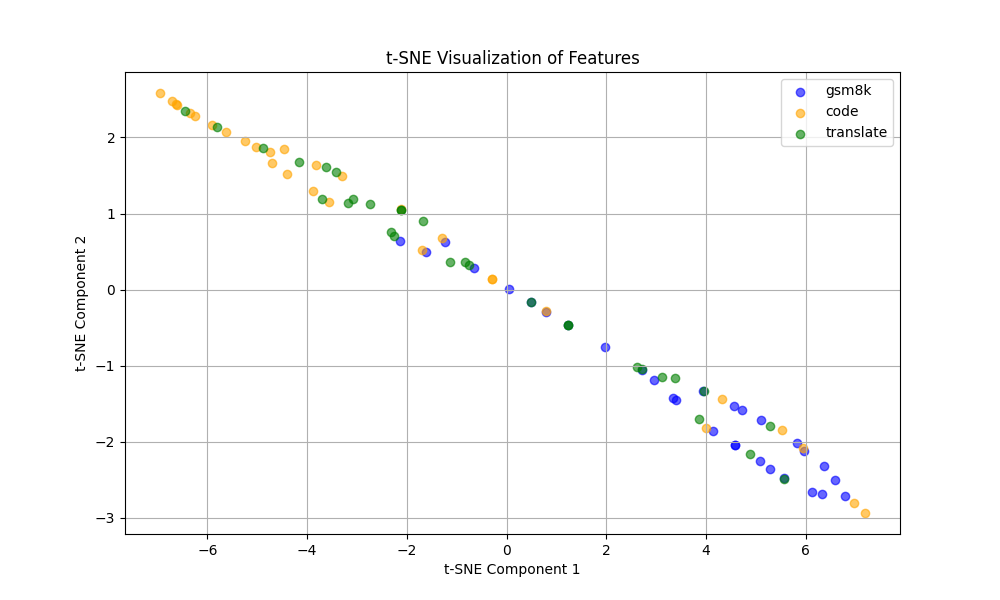 t-SNE Visualization of Features
gsm8k
code
translate
t-SNE Component 2
2
1
0
−1
−2
−3
−6
−4
−2
0
2
4
6
t-SNE Component 1